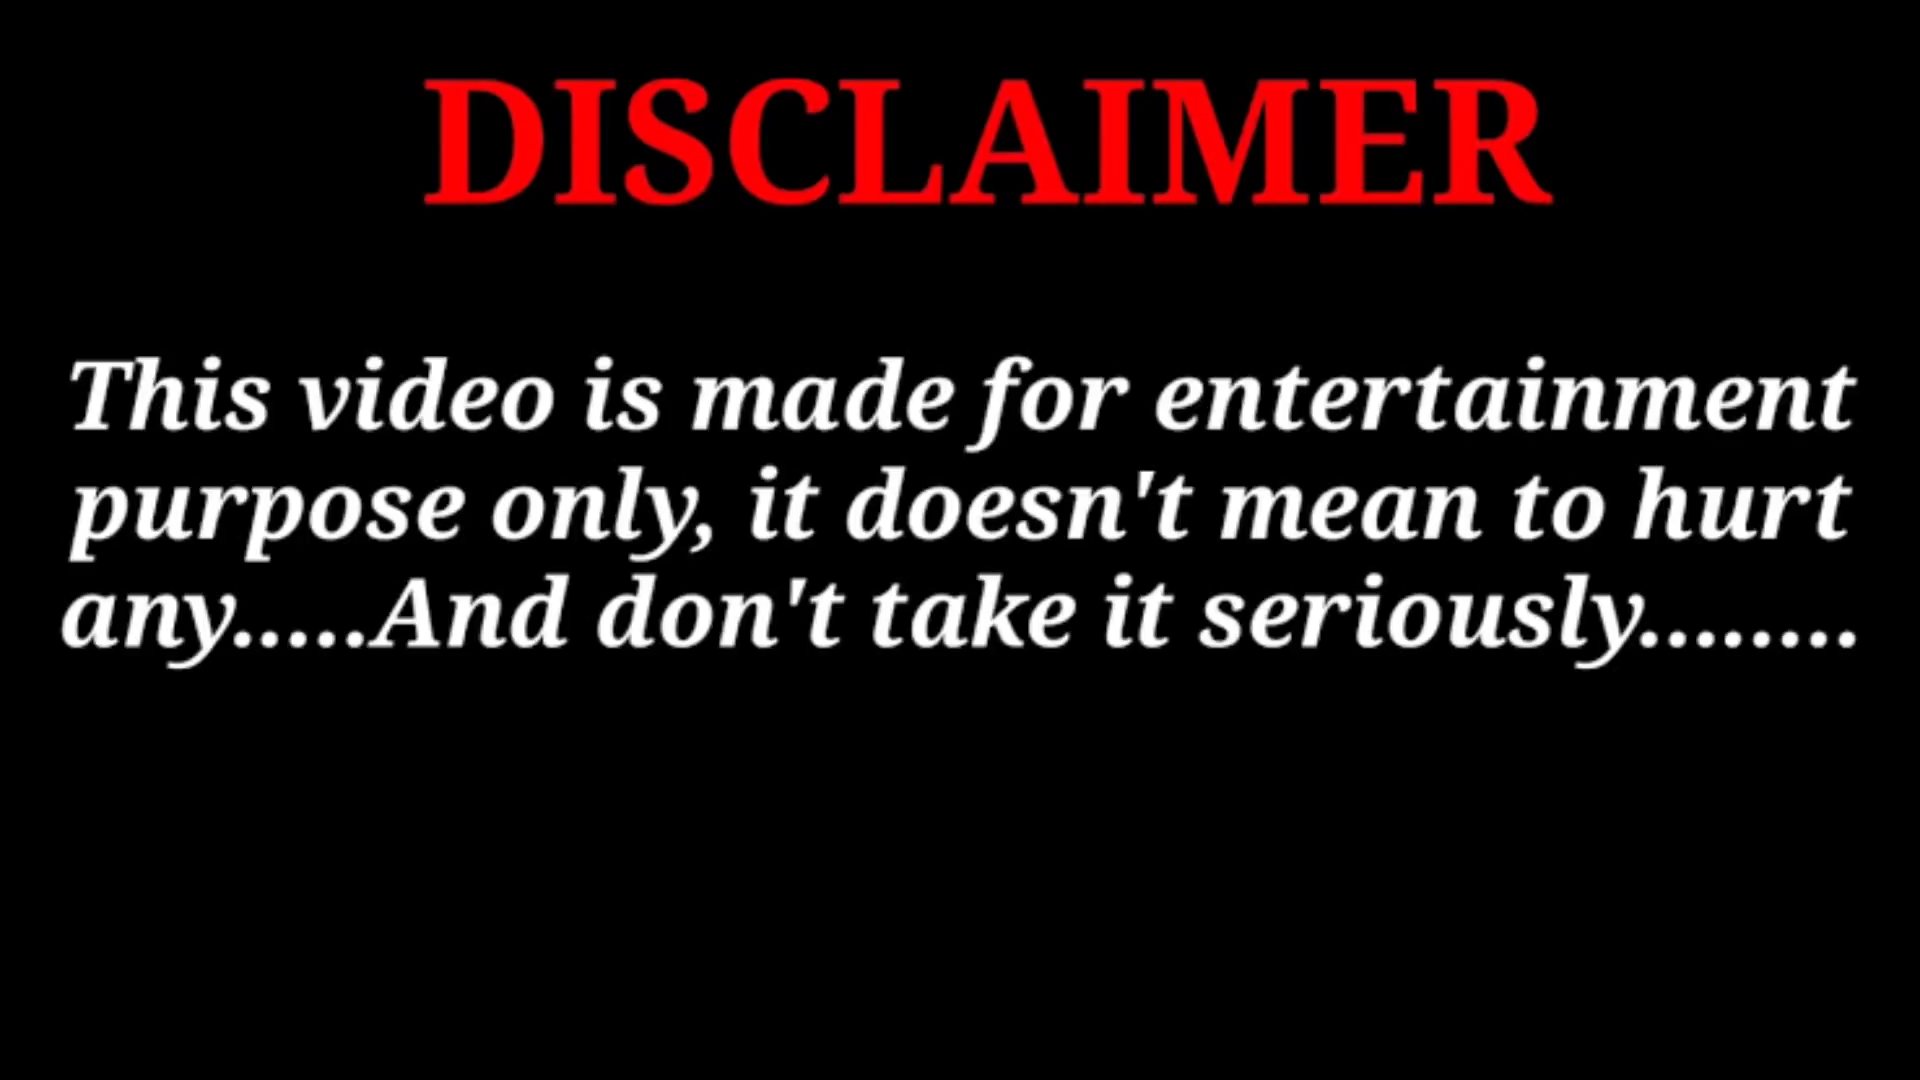 DISCLAIMER
This video is made for entertainment
purpose only, it doesn't mean to hurt
any.....And don't take it seriously........